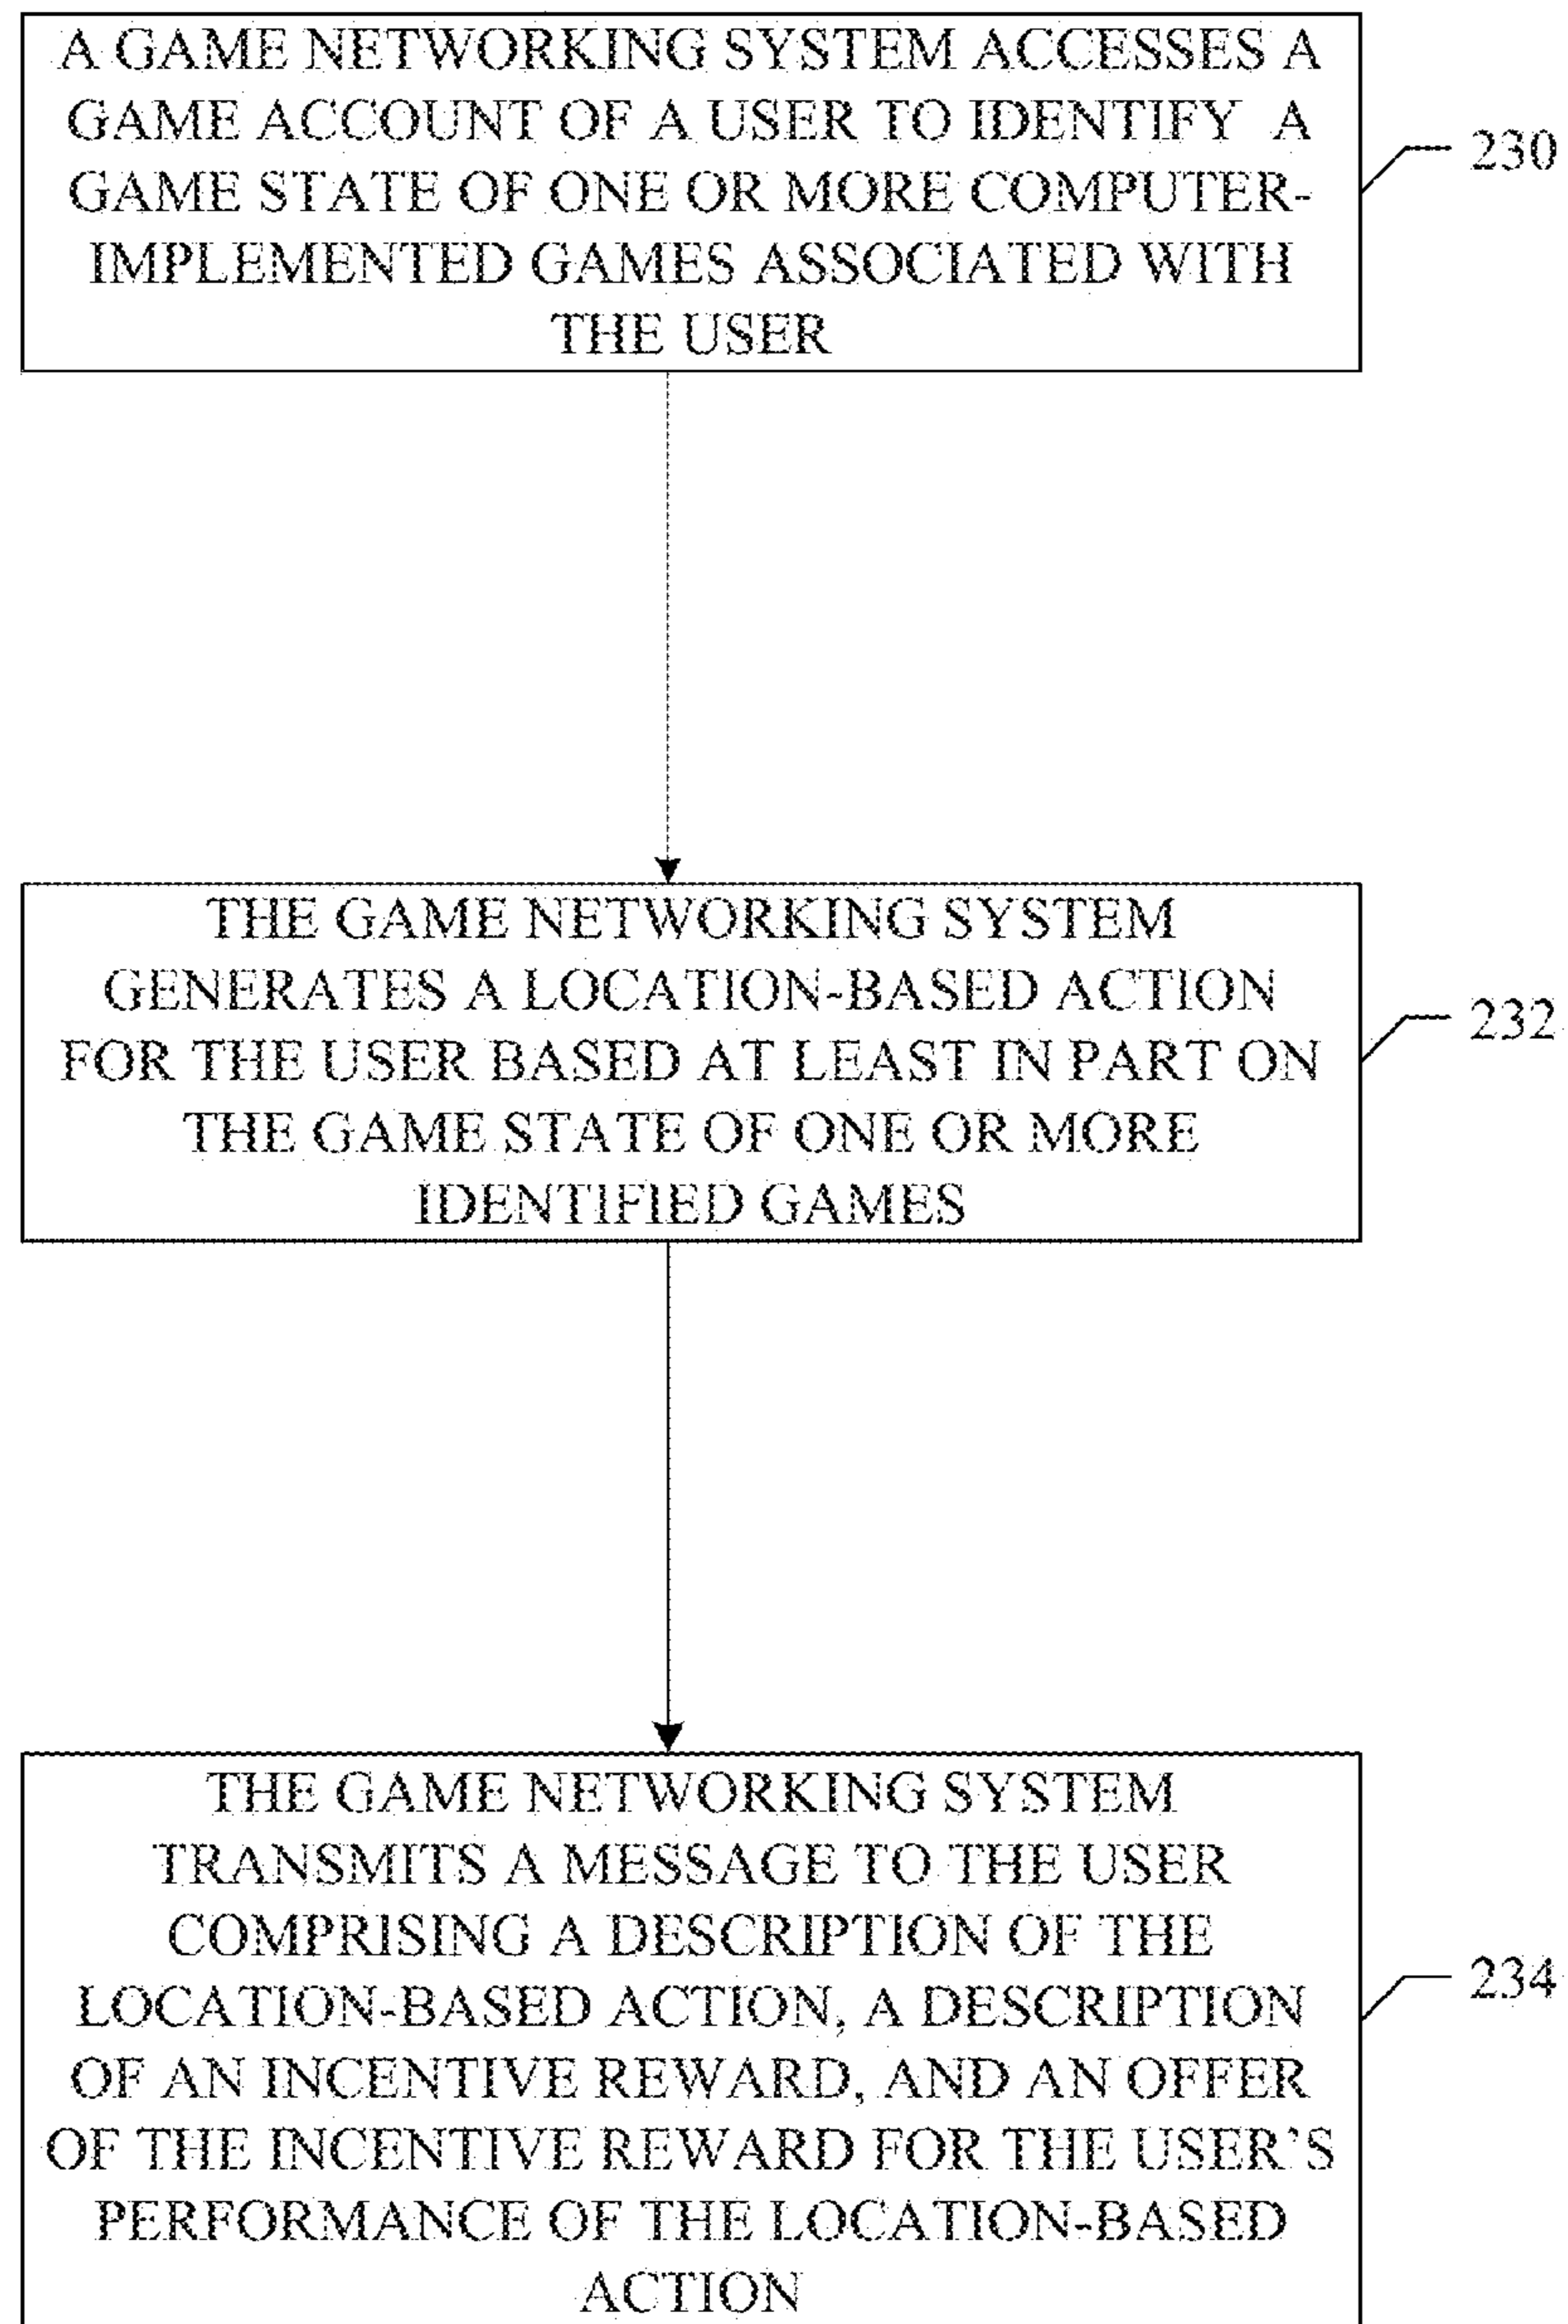 A GAME NETWORKING SYSTEM ACCESSES A
GAME ACCOUNT OF A USER TO IDENTIFY A
GAME STATE OF ONE OR MORE COMPUTER-
IMPLEMENTED GAMES ASSOCIATED WITH
THE USER
230
THE GAME NETWORKING SYSTEM
GENERATES A LOCATION-BASED ACTION
FOR THE USER BASED AT LEAST IN PART ON
THE GAME STATE OF ONE OR MORE
IDENTIFIED GAMES
232
THE GAME NETWORKING SYSTEM
TRANSMITS A MESSAGE TO THE USER
COMPRISING A DESCRIPTION OF THE
LOCATION-BASED ACTION, A DESCRIPTION
OF AN INCENTIVE REWARD, AND AN OFFER
OF THE INCENTIVE REWARD FOR THE USER'S
PERFORMANCE OF THE LOCATION-BASED
ACTION
234